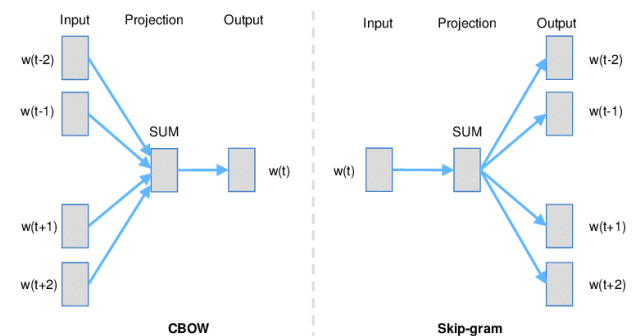 Input Projection Output
w(t-2)
w(t-1)
SUM
w(t)
w(t+1)
w(t+2)
CBOW
Input Projection Output
w(t-2)
w(t-1)
SUM
w(t)
w(t+1)
w(t+2)
Skip-gram